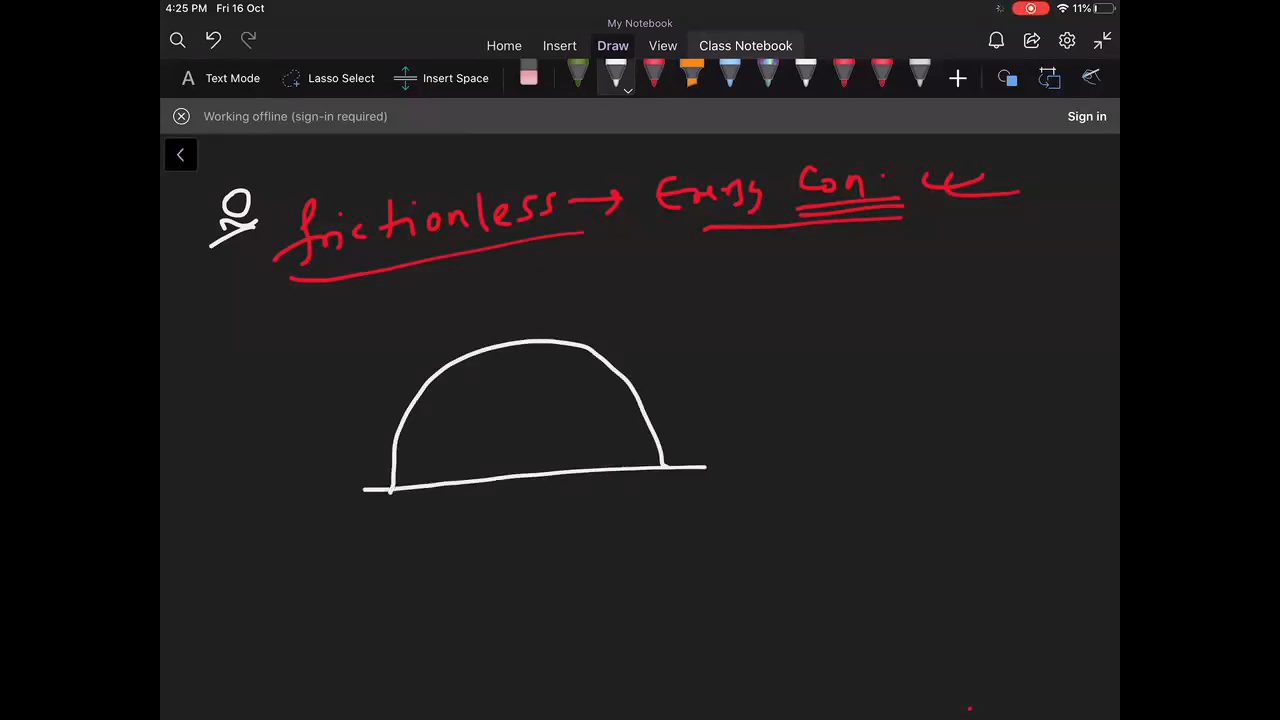 4:25 PM Fri 16 Oct
11%
My Notebook
Home Insert Draw View Class Notebook
Text Mode Lasso Select Insert Space
Working offline (sign-in required) Sign in
frictionless → Energy Con.